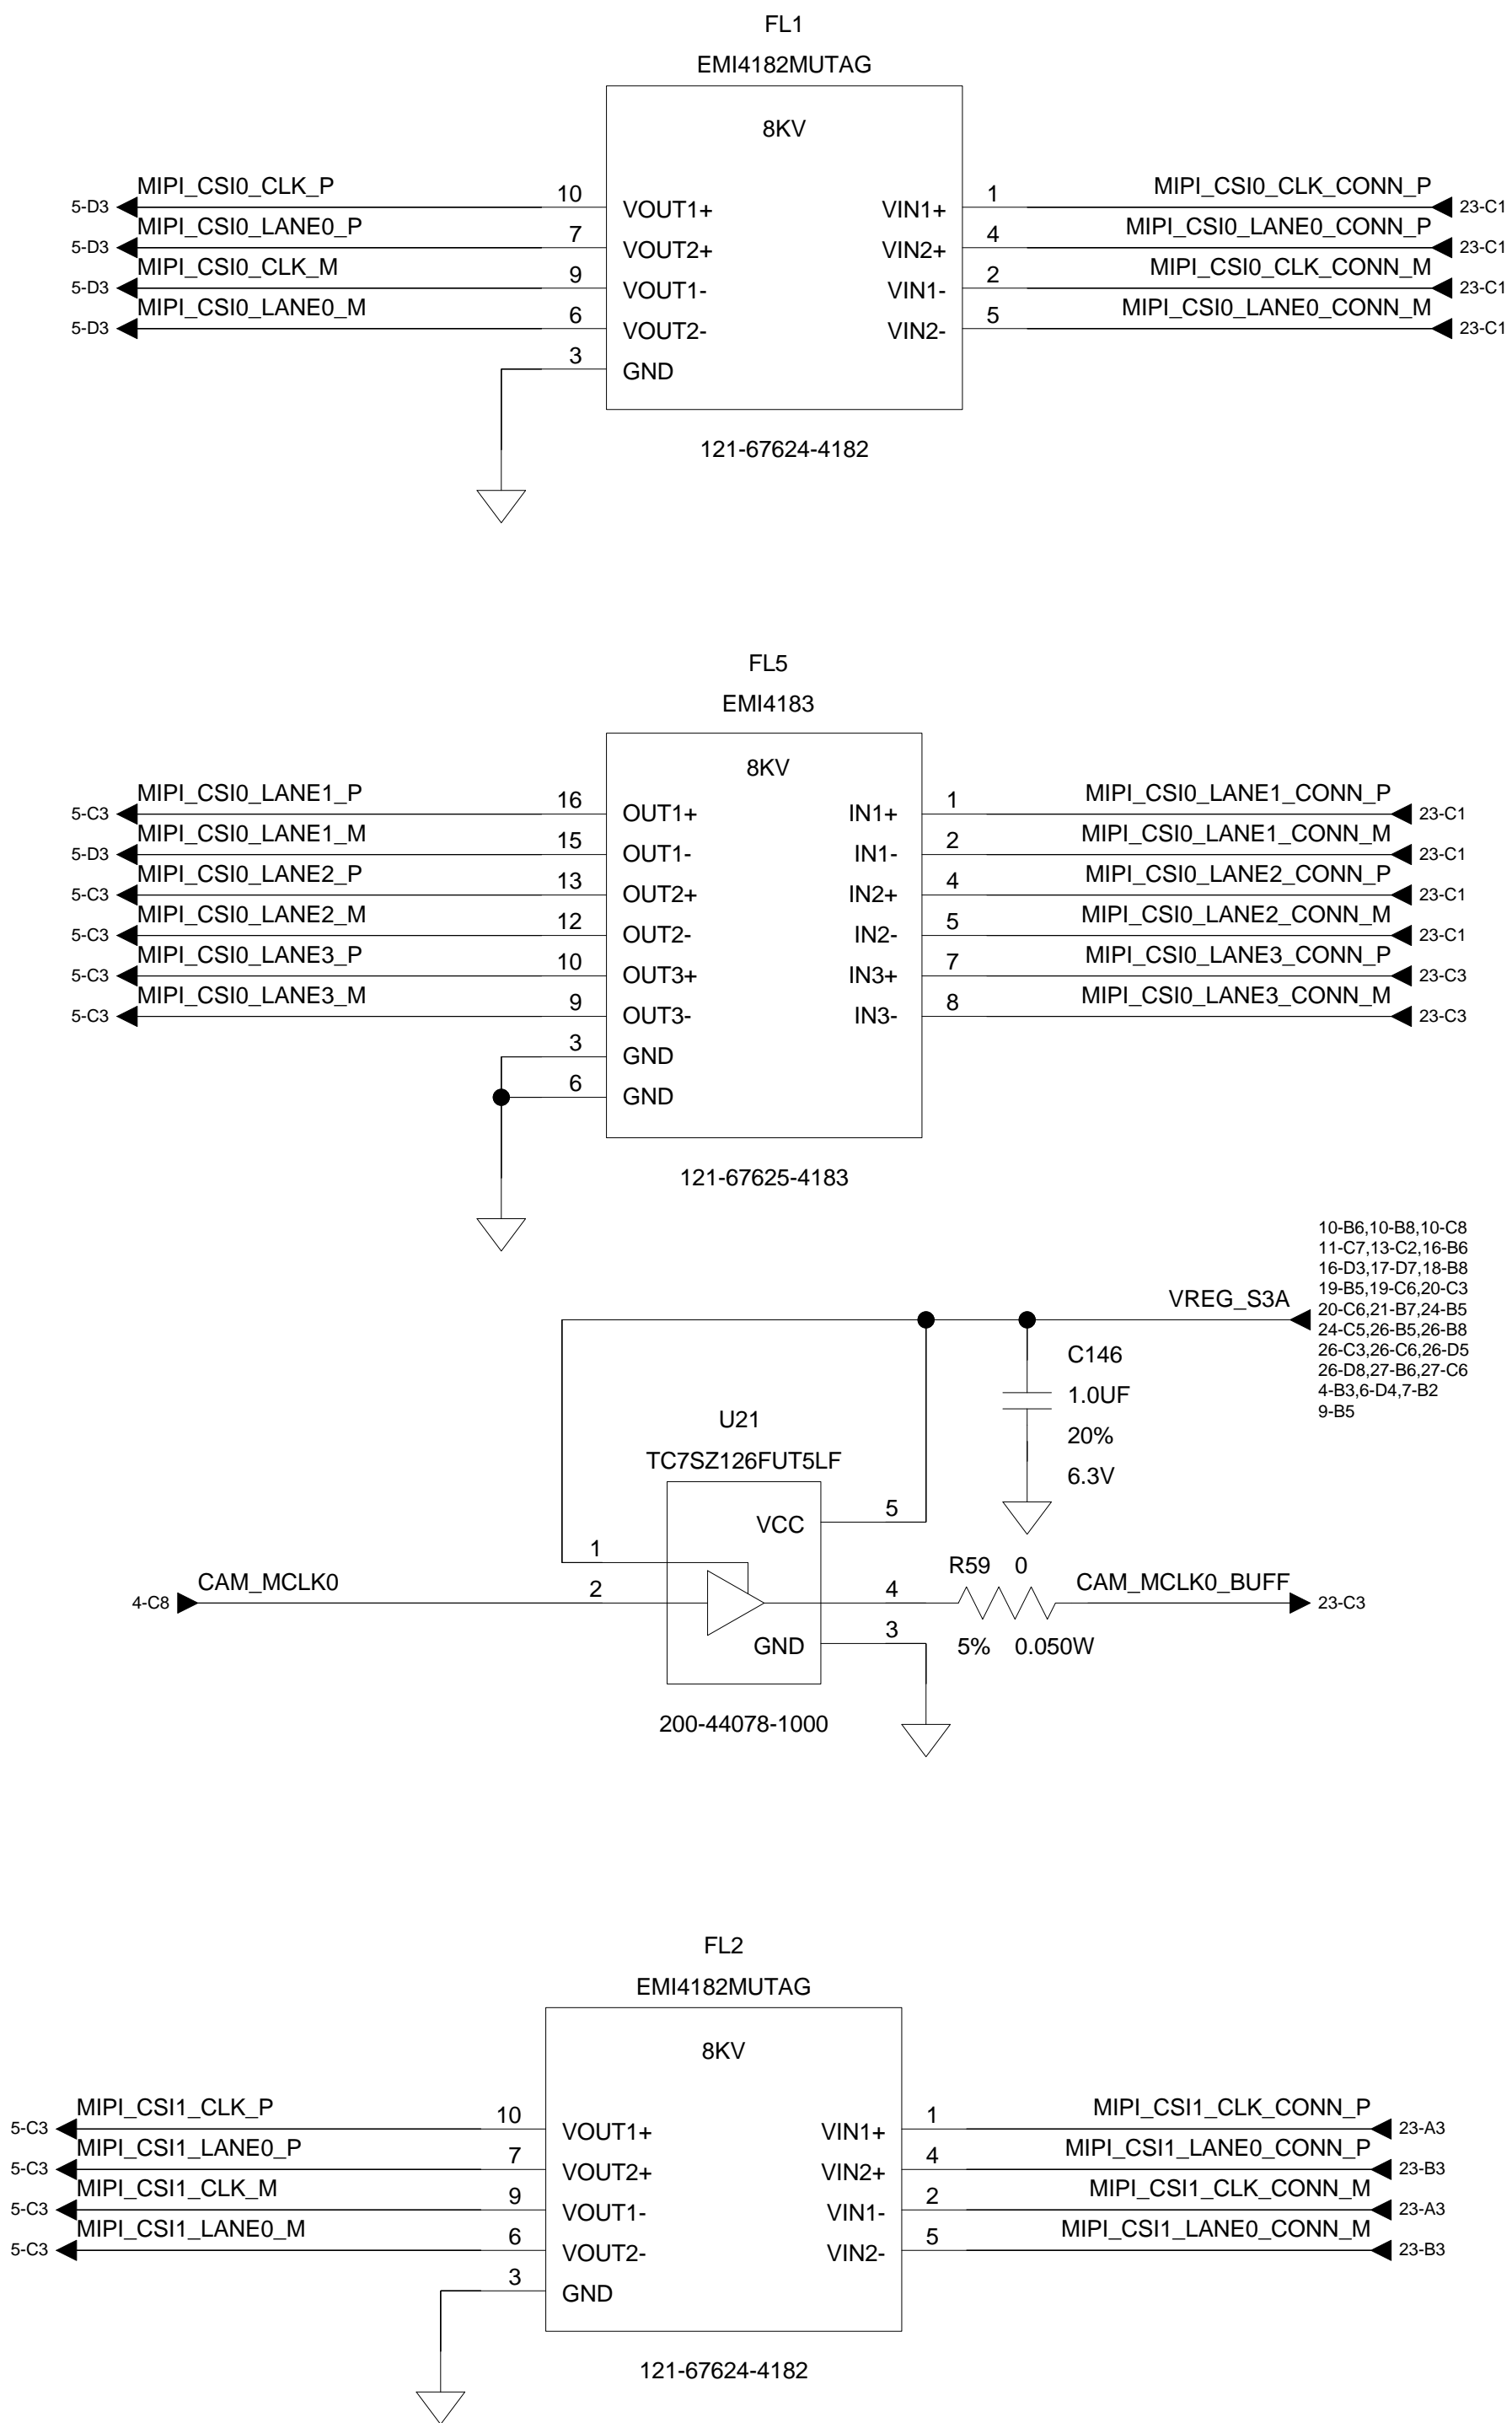 FL1
EMI4182MUTAG
8KV
MIPI_CSI0_CLK_P 10 1 MIPI_CSI0_CLK_CONN_P
5-D3 VOUT1+ VIN1+ 23-C1
MIPI_CSI0_LANE0_P 7 4 MIPI_CSI0_LANE0_CONN_P
5-D3 VOUT2+ VIN2+ 23-C1
MIPI_CSI0_CLK_M 9 2 MIPI_CSI0_CLK_CONN_M
5-D3 VOUT1- VIN1- 23-C1
MIPI_CSI0_LANE0_M 6 5 MIPI_CSI0_LANE0_CONN_M
5-D3 VOUT2- VIN2- 23-C1
3
GND
121-67624-4182
FL5
EMI4183
8KV
MIPI_CSI0_LANE1_P 16 1 MIPI_CSI0_LANE1_CONN_P
5-C3 OUT1+ IN1+ 23-C1
MIPI_CSI0_LANE1_M 15 2 MIPI_CSI0_LANE1_CONN_M
5-D3 OUT1- IN1- 23-C1
MIPI_CSI0_LANE2_P 13 4 MIPI_CSI0_LANE2_CONN_P
5-C3 OUT2+ IN2+ 23-C1
MIPI_CSI0_LANE2_M 12 5 MIPI_CSI0_LANE2_CONN_M
5-C3 OUT2- IN2- 23-C1
MIPI_CSI0_LANE3_P 10 7 MIPI_CSI0_LANE3_CONN_P
5-C3 OUT3+ IN3+ 23-C3
MIPI_CSI0_LANE3_M 9 8 MIPI_CSI0_LANE3_CONN_M
5-C3 OUT3- IN3- 23-C3
3
GND
6
GND
121-67625-4183
10-B6,10-B8,10-C8
11-C7,13-C2,16-B6
16-D3,17-D7,18-B8
19-B5,19-C6,20-C3
20-C6,21-B7,24-B5
24-C5,26-B5,26-B8
26-C3,26-C6,26-D5
26-D8,27-B6,27-C6
4-B3,6-D4,7-B2
9-B5
VREG_S3A
C146
1.0UF
20%
6.3V
U21
TC7SZ126FUT5LF
VCC 5
1
CAM_MCLK0 2 4 R59 0 CAM_MCLK0_BUFF
4-C8 23-C3
GND 3 5% 0.050W
200-44078-1000
FL2
EMI4182MUTAG
8KV
MIPI_CSI1_CLK_P 10 1 MIPI_CSI1_CLK_CONN_P
5-C3 VOUT1+ VIN1+ 23-A3
MIPI_CSI1_LANE0_P 7 4 MIPI_CSI1_LANE0_CONN_P
5-C3 VOUT2+ VIN2+ 23-B3
MIPI_CSI1_CLK_M 9 2 MIPI_CSI1_CLK_CONN_M
5-C3 VOUT1- VIN1- 23-A3
MIPI_CSI1_LANE0_M 6 5 MIPI_CSI1_LANE0_CONN_M
5-C3 VOUT2- VIN2- 23-B3
3
GND
121-67624-4182